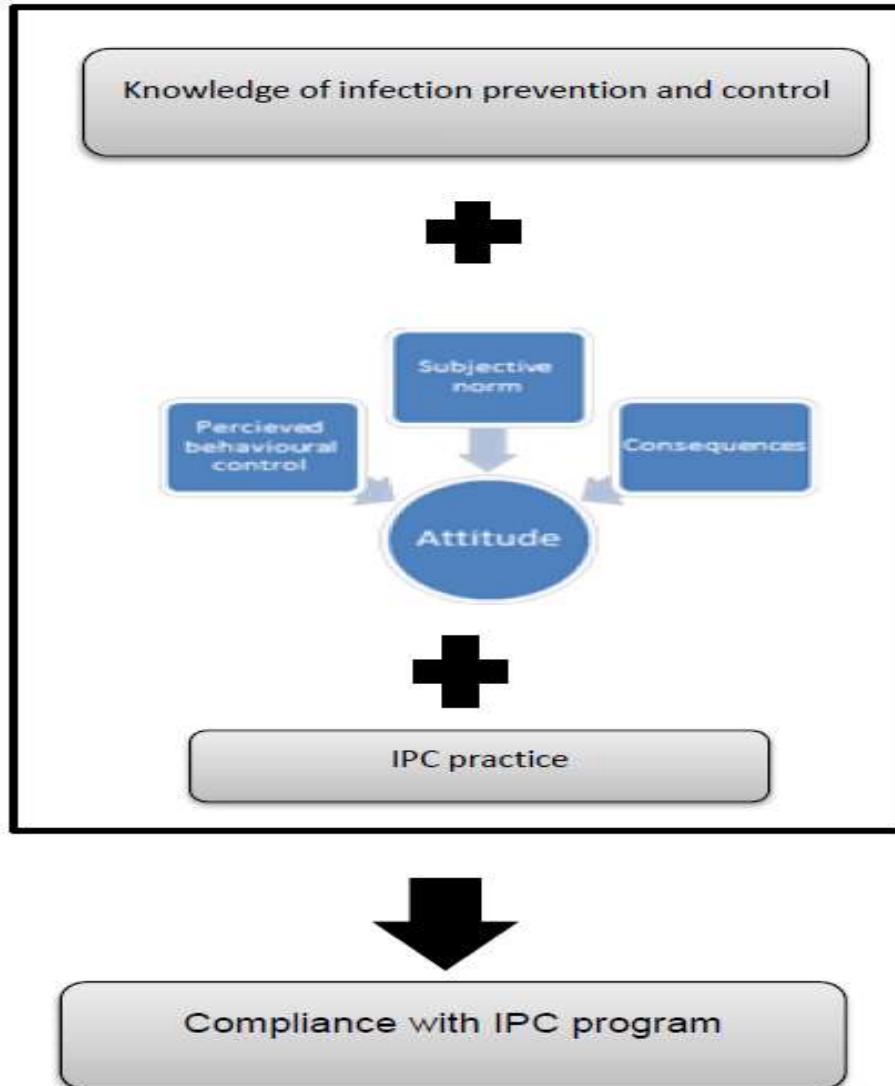 Knowledge of infection prevention and control
Subjective
norm
Percieved
behavioural
control
Consequences
Attitude
IPC practice
Compliance with IPC program